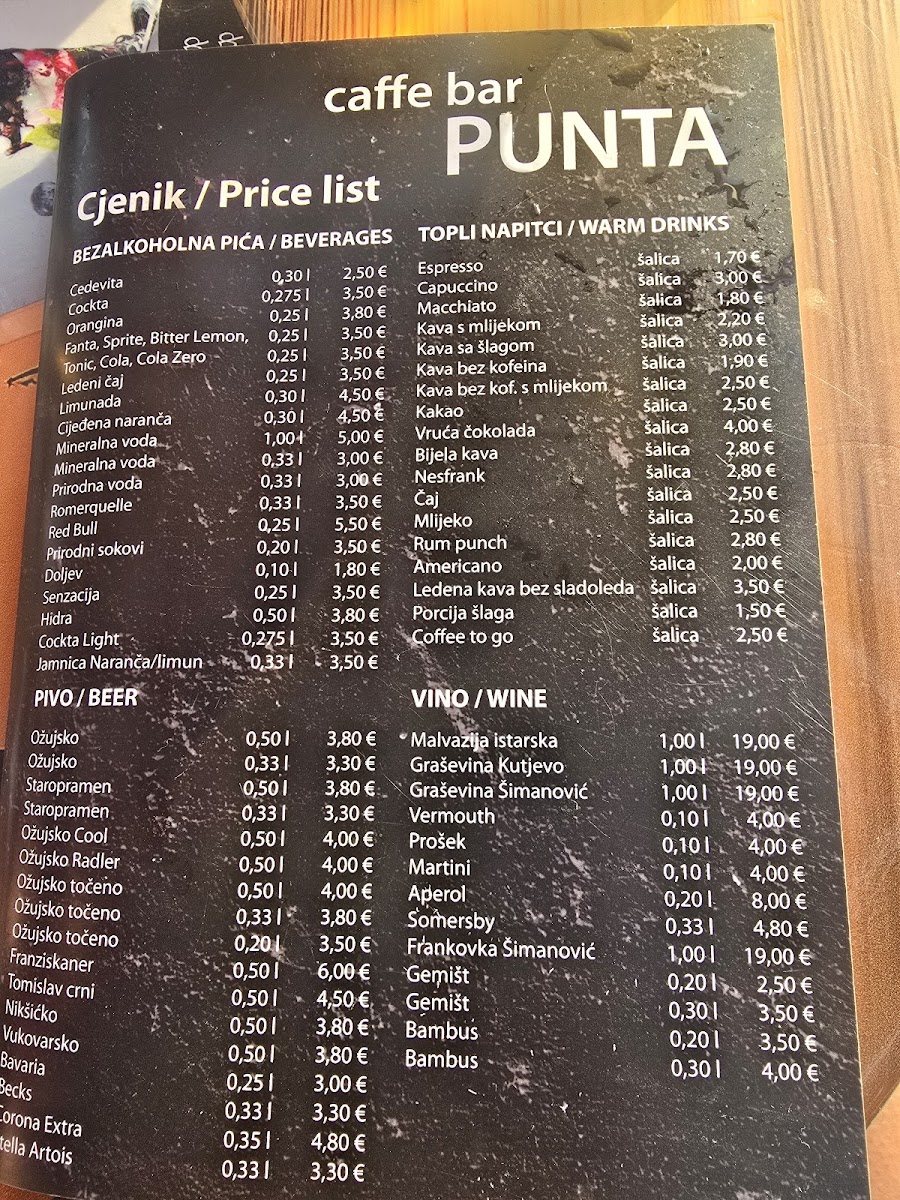 caffe bar
PUNTA
Cjenik / Price list
BEZALKOHOLNA PIĆA / BEVERAGES
Cedevita 0,30 l 2,50 €
Cockta 0,275 l 3,50 €
Orangina 0,25 l 3,80 €
Fanta, Sprite, Bitter Lemon, 0,25 l 3,50 €
Tonic, Cola, Cola Zero 0,25 l 3,50 €
Ledeni čaj 0,25 l 3,50 €
Limunada 0,30 l 4,50 €
Cijeđena naranča 0,30 l 4,50 €
Mineralna voda 1,00 l 5,00 €
Mineralna voda 0,33 l 3,00 €
Prirodna voda 0,33 l 3,00 €
Romerquelle 0,33 l 3,50 €
Red Bull 0,25 l 5,50 €
Prirodni sokovi 0,20 l 3,50 €
Doljev 0,10 l 1,80 €
Senzacija 0,25 l 3,50 €
Hidra 0,50 l 3,80 €
Cockta Light 0,275 l 3,50 €
Jamnica Naranča/limun 0,33 l 3,50 €
TOPLI NAPITCI / WARM DRINKS
Espresso šalica 1,70 €
Capuccino šalica 3,00 €
Macchiato šalica 1,80 €
Kava s mlijekom šalica 2,20 €
Kava sa šlagom šalica 3,00 €
Kava bez kofeina šalica 1,90 €
Kava bez kof. s mlijekom šalica 2,50 €
Kakao šalica 2,50 €
Vruća čokolada šalica 4,00 €
Bijela kava šalica 2,80 €
Nesfrank šalica 2,80 €
Čaj šalica 2,50 €
Mlijeko šalica 2,50 €
Rum punch šalica 2,80 €
Americano šalica 2,00 €
Ledena kava bez sladoleda šalica 3,50 €
Porcija šlaga šalica 1,50 €
Coffee to go šalica 2,50 €
PIVO / BEER
Ožujsko 0,50 l 3,80 €
Ožujsko 0,33 l 3,30 €
Staropramen 0,50 l 3,80 €
Staropramen 0,33 l 3,30 €
Ožujsko Cool 0,50 l 4,00 €
Ožujsko Radler 0,50 l 4,00 €
Ožujsko točeno 0,50 l 4,00 €
Ožujsko točeno 0,33 l 3,80 €
Ožujsko točeno 0,20 l 3,50 €
Franziskaner 0,50 l 6,00 €
Tomislav crni 0,50 l 4,50 €
Nikšićko 0,50 l 3,80 €
Vukovarsko 0,50 l 3,80 €
Bavaria 0,25 l 3,00 €
Becks 0,33 l 3,30 €
Corona Extra 0,35 l 4,80 €
tella Artois 0,33 l 3,30 €
VINO / WINE
Malvazija istarska 1,00 l 19,00 €
Graševina Kutjevo 1,00 l 19,00 €
Graševina Šimanović 1,00 l 19,00 €
Vermouth 0,10 l 4,00 €
Prošek 0,10 l 4,00 €
Martini 0,10 l 4,00 €
Aperol 0,20 l 8,00 €
Somersby 0,33 l 4,80 €
Frankovka Šimanović 1,00 l 19,00 €
Gemišt 0,20 l 2,50 €
Gemišt 0,30 l 3,50 €
Bambus 0,20 l 3,50 €
Bambus 0,30 l 4,00 €